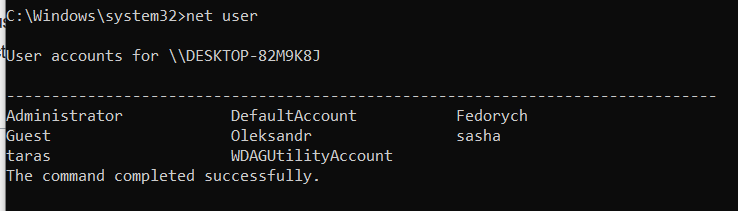 C:\Windows\system32>net user
User accounts for \\DESKTOP-82M9K8J
-------------------------------------------------------------------------------
Administrator            DefaultAccount           Fedorych
Guest                    Oleksandr                sasha
taras                    WDAGUtilityAccount
The command completed successfully.